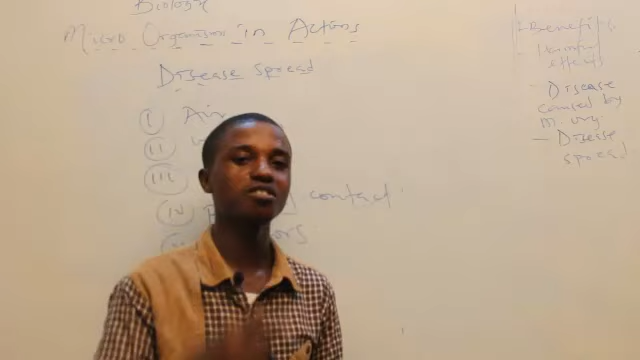 Biology
Micro Organism in Actions
Disease spread
(i) Air
(ii)
(iii)
(iv) contact
- Benefits
- Harmful
effects
- Disease
caused by
m. org
- Disease
spread